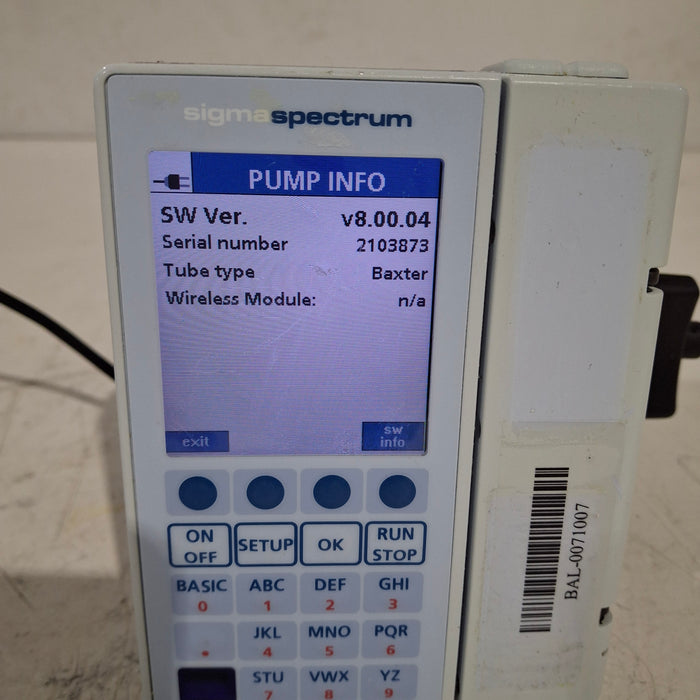 sigmaspectrum
PUMP INFO
SW Ver. v8.00.04
Serial number 2103873
Tube type Baxter
Wireless Module: n/a
exit
sw
info
ON
OFF
SETUP
OK
RUN
STOP
BASIC ABC DEF GHI
0 1 2 3
JKL MNO PQR
. 4 5 6
STU VWX YZ
7 8 9
BAL-0071007